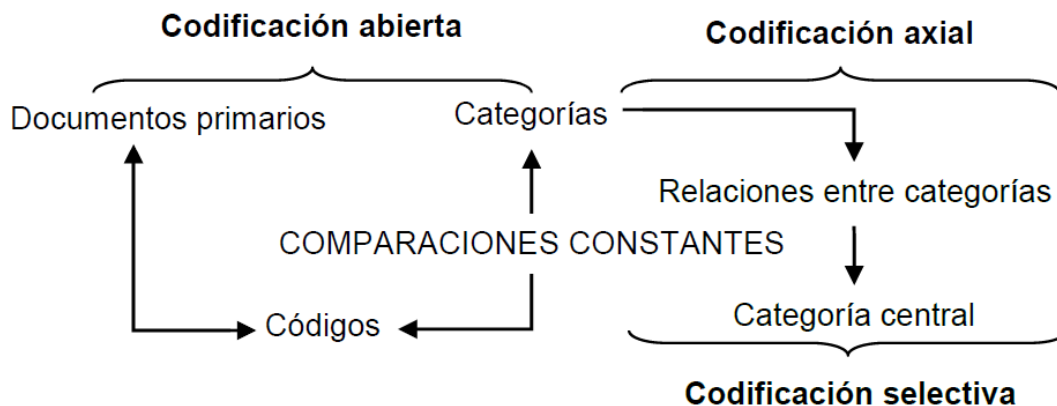 Codificación abierta
Codificación axial
Documentos primarios
Categorías
Relaciones entre categorías
COMPARACIONES CONSTANTES
Códigos
Categoría central
Codificación selectiva